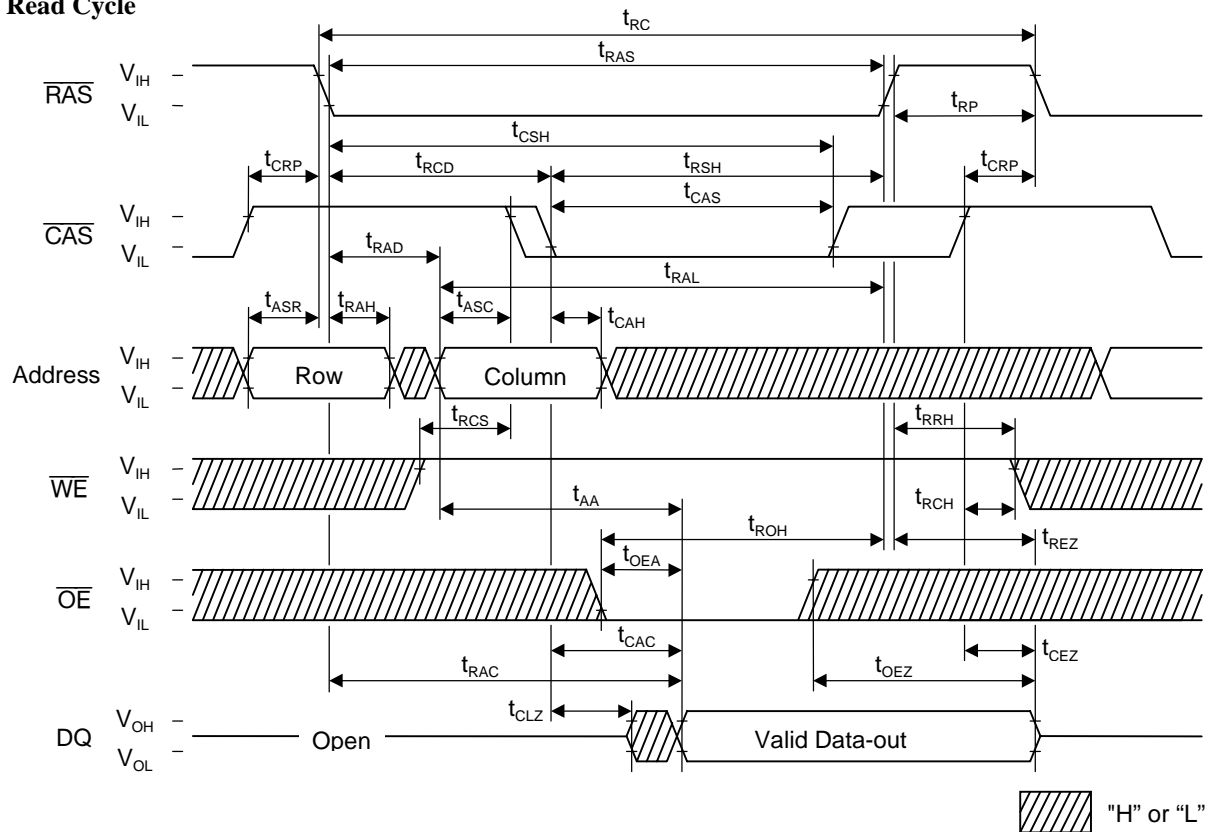 Read Cycle
tRC
tRAS
RAS
VIH
VIL
tRP
tCSH
tCRP
tRCD
tRSH
tCRP
tCAS
CAS
VIH
VIL
tRAD
tRAL
tASR
tRAH
tASC
tCAH
Address
VIH
VIL
Row
Column
tRCS
tRRH
WE
VIH
VIL
tAA
tRCH
tROH
tREZ
tOEA
OE
VIH
VIL
tCAC
tCEZ
tRAC
tOEZ
tCLZ
DQ
VOH
VOL
Open
Valid Data-out
"H” or “L”